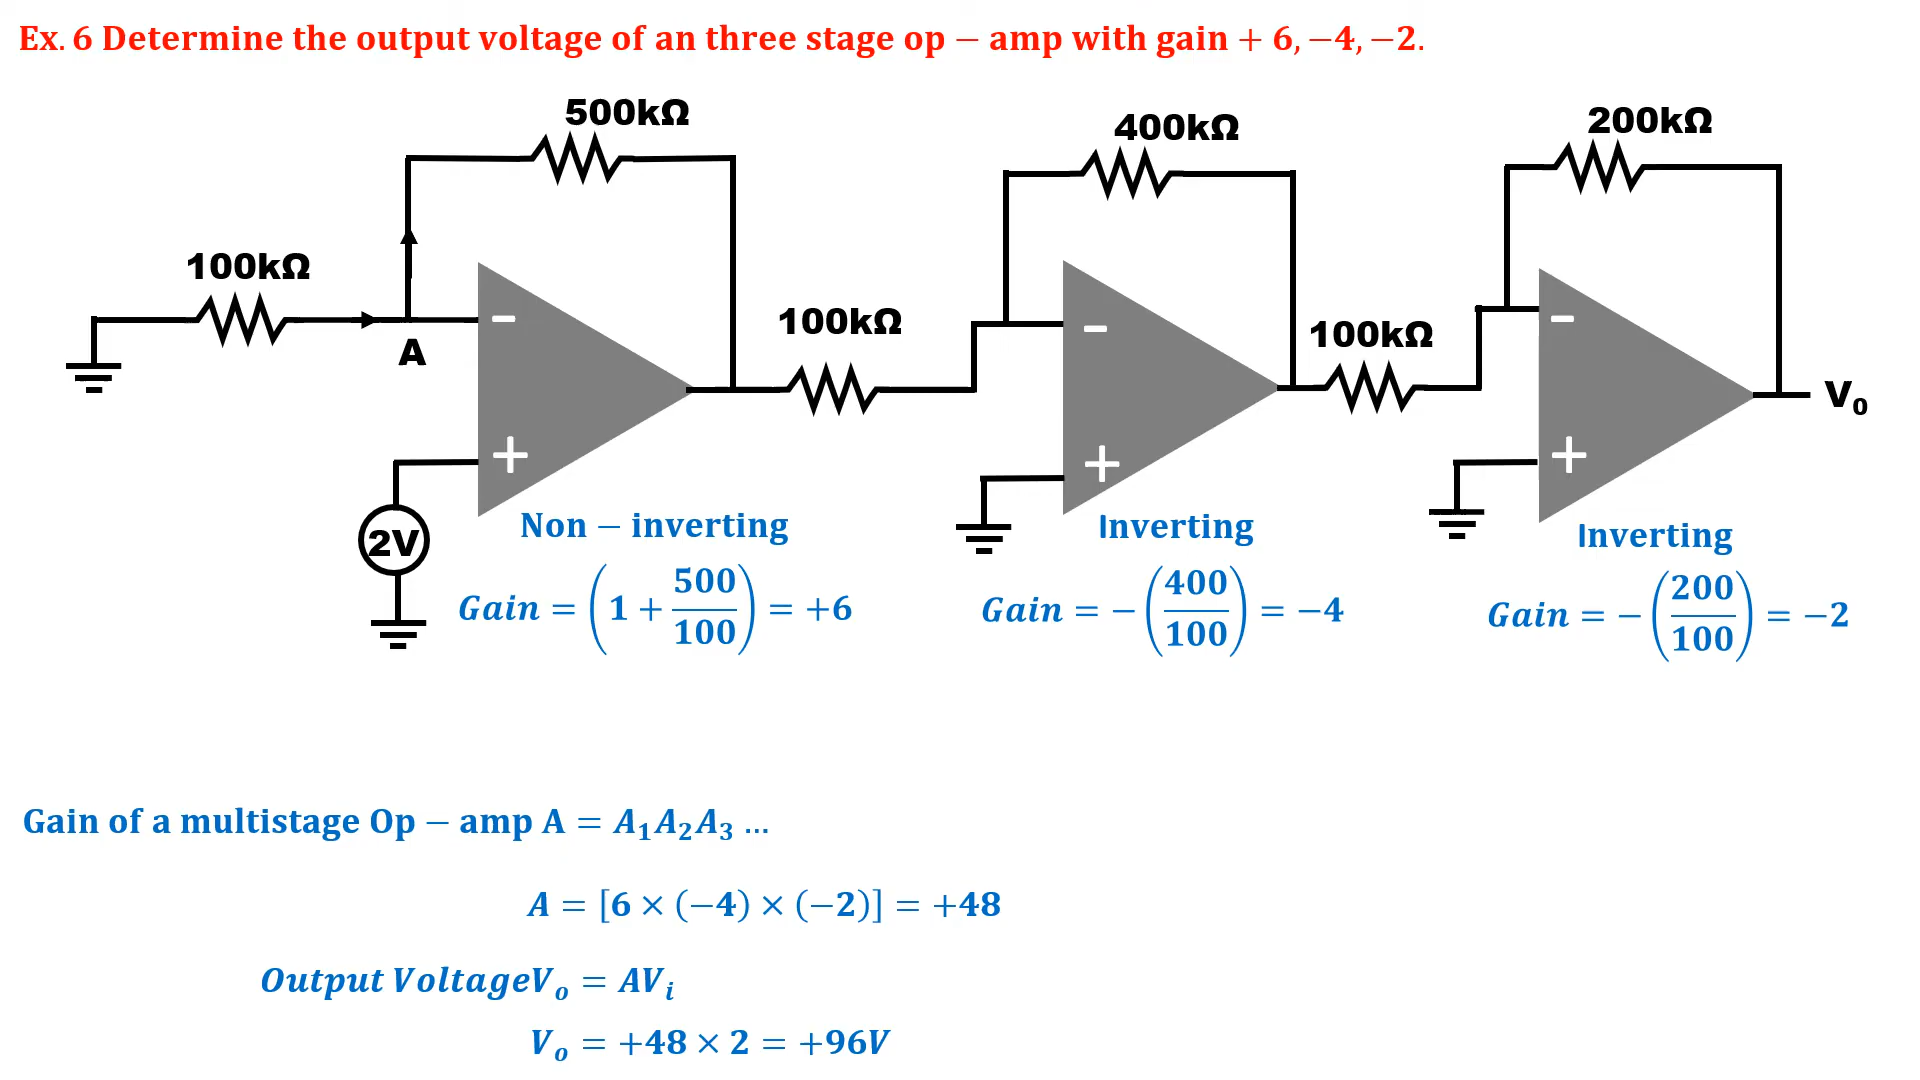 Ex. 6 Determine the output voltage of an three stage op − amp with gain + 6, −4, −2.
500kΩ
400kΩ
200kΩ
100kΩ
100kΩ
100kΩ
A
−
−
−
+
+
+
V₀
2V
Non − inverting
Inverting
Inverting
Gain = (1 + 500/100) = +6
Gain = −(400/100) = −4
Gain = −(200/100) = −2
Gain of a multistage Op − amp A = A₁A₂A₃ ...
A = [6 × (−4) × (−2)] = +48
Output VoltageVₒ = AVᵢ
Vₒ = +48 × 2 = +96V